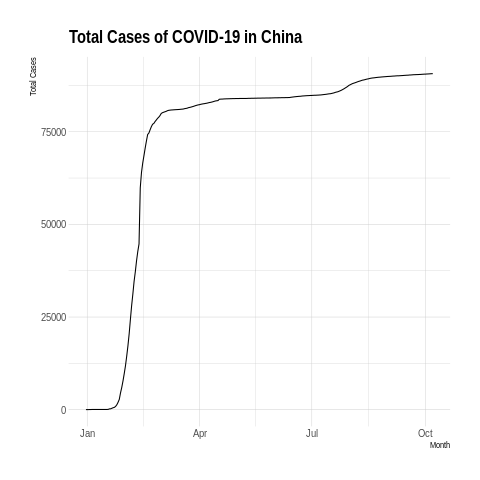 Total Cases of COVID-19 in China
Total Cases
75000
50000
25000
0
Jan Apr Jul Oct
Month